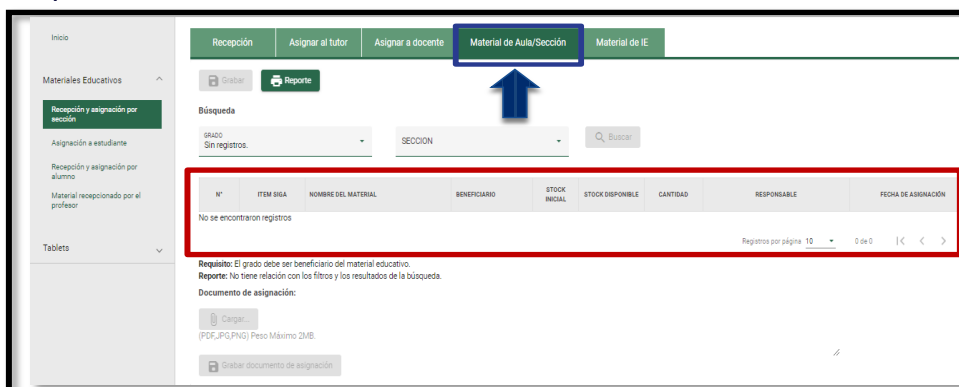 Inicio
Materiales Educativos
Recepción y asignación por
sección
Asignación a estudiante
Recepción y asignación por
alumno
Material recepcionado por el
profesor
Tablets
Recepción
Asignar al tutor
Asignar a docente
Material de Aula/Sección
Material de IE
Grabar
Reporte
Búsqueda
GRADO
Sin registros.
SECCION
Buscar
N°
ITEM SIGA
NOMBRE DEL MATERIAL
BENEFICIARIO
STOCK
INICIAL
STOCK DISPONIBLE
CANTIDAD
RESPONSABLE
FECHA DE ASIGNACIÓN
No se encontraron registros
Registros por página 10
0 de 0
Requisito: El grado debe ser beneficiario del material educativo.
Reporte: No tiene relación con los filtros y los resultados de la búsqueda.
Documento de asignación:
Cargar...
(PDF,JPG,PNG) Peso Máximo 2MB.
Grabar documento de asignación